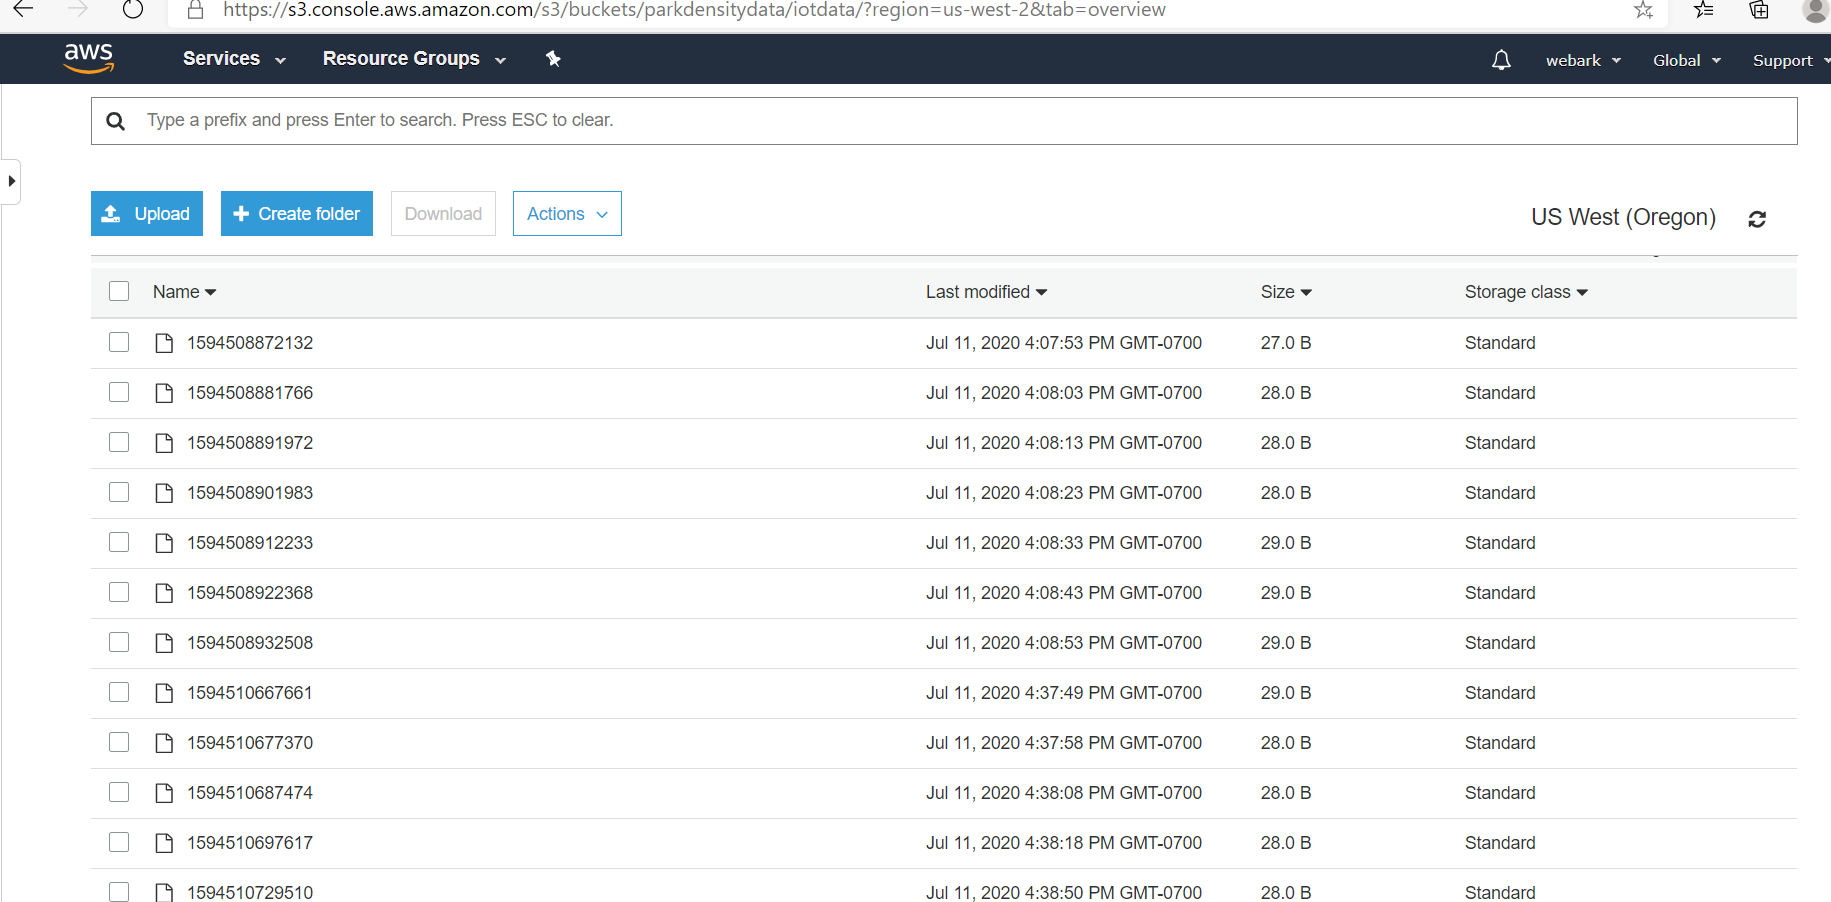 https://s3.console.aws.amazon.com/s3/buckets/parkdensitydata/iotdata/?region=us-west-2&tab=overview
aws Services Resource Groups webark Global Support
Type a prefix and press Enter to search. Press ESC to clear.
Upload Create folder Download Actions US West (Oregon)
Name Last modified Size Storage class
1594508872132 Jul 11, 2020 4:07:53 PM GMT-0700 27.0 B Standard
1594508881766 Jul 11, 2020 4:08:03 PM GMT-0700 28.0 B Standard
1594508891972 Jul 11, 2020 4:08:13 PM GMT-0700 28.0 B Standard
1594508901983 Jul 11, 2020 4:08:23 PM GMT-0700 28.0 B Standard
1594508912233 Jul 11, 2020 4:08:33 PM GMT-0700 29.0 B Standard
1594508922368 Jul 11, 2020 4:08:43 PM GMT-0700 29.0 B Standard
1594508932508 Jul 11, 2020 4:08:53 PM GMT-0700 29.0 B Standard
1594510667661 Jul 11, 2020 4:37:49 PM GMT-0700 29.0 B Standard
1594510677370 Jul 11, 2020 4:37:58 PM GMT-0700 28.0 B Standard
1594510687474 Jul 11, 2020 4:38:08 PM GMT-0700 28.0 B Standard
1594510697617 Jul 11, 2020 4:38:18 PM GMT-0700 28.0 B Standard
1594510729510 Jul 11, 2020 4:38:50 PM GMT-0700 28.0 B Standard